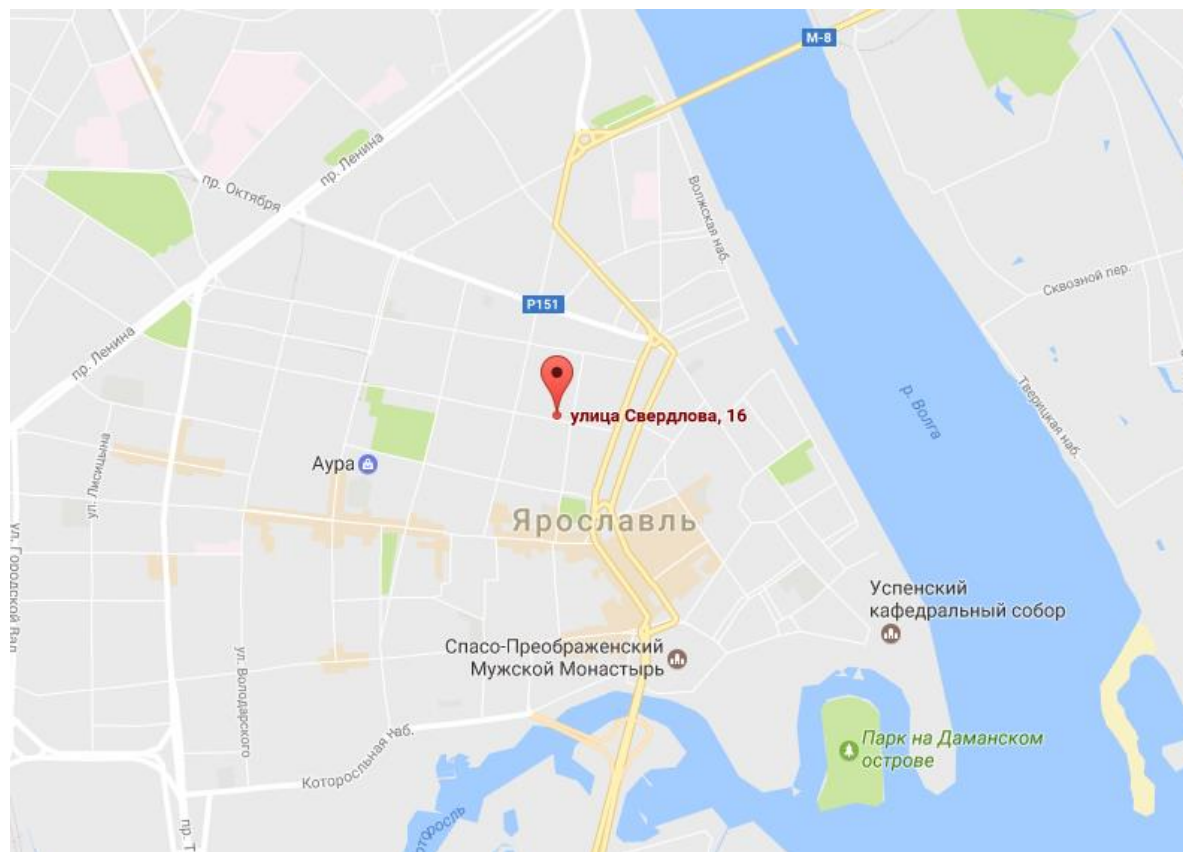 М-8
пр. Ленина
пр. Октября
Волжская наб.
Сквозной пер.
Р151
пр. Ленина
улица Свердлова, 16
р. Волга
Тверицкая наб.
ул. Лисицына
Аура
Ярославль
ул. Городской Вал
Успенский
кафедральный собор
Спасо-Преображенский
Мужской Монастырь
ул. Володарского
Которосльная наб.
Парк на Даманском
острове
пр. Т
оторосль